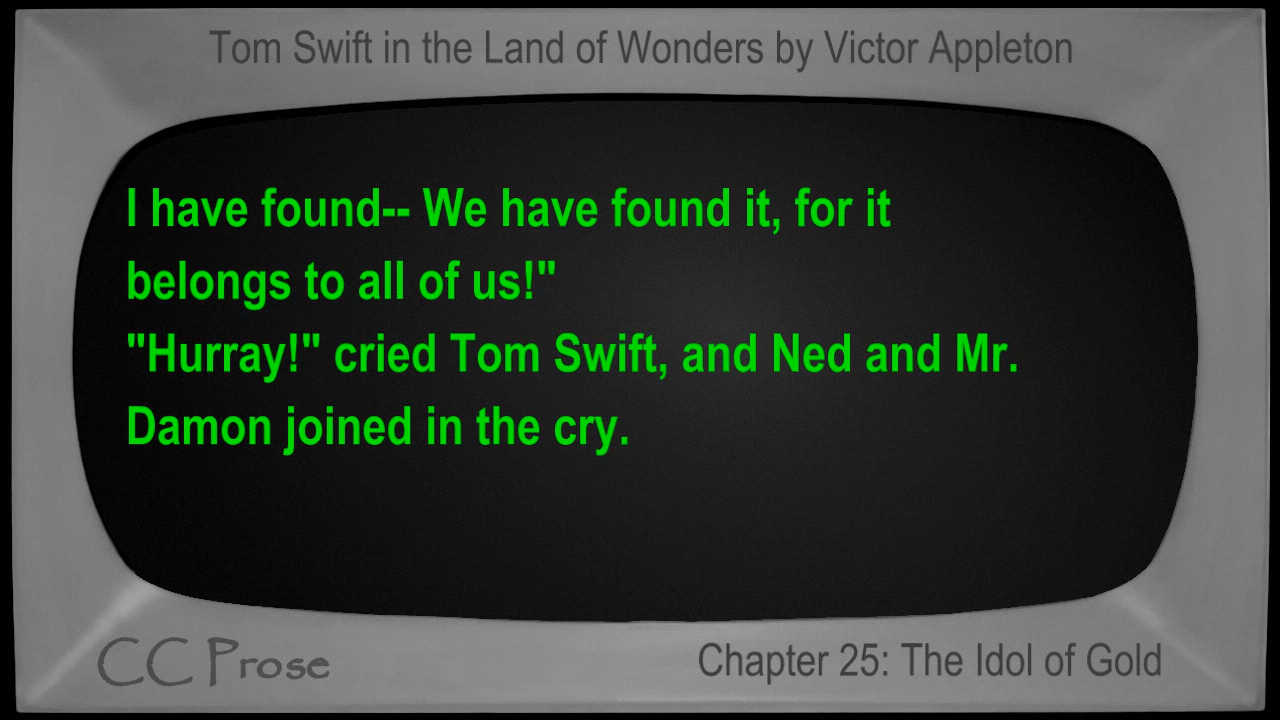 Tom Swift in the Land of Wonders by Victor Appleton
I have found-- We have found it, for it
belongs to all of us!"
"Hurray!" cried Tom Swift, and Ned and Mr.
Damon joined in the cry.
CC Prose
Chapter 25: The Idol of Gold